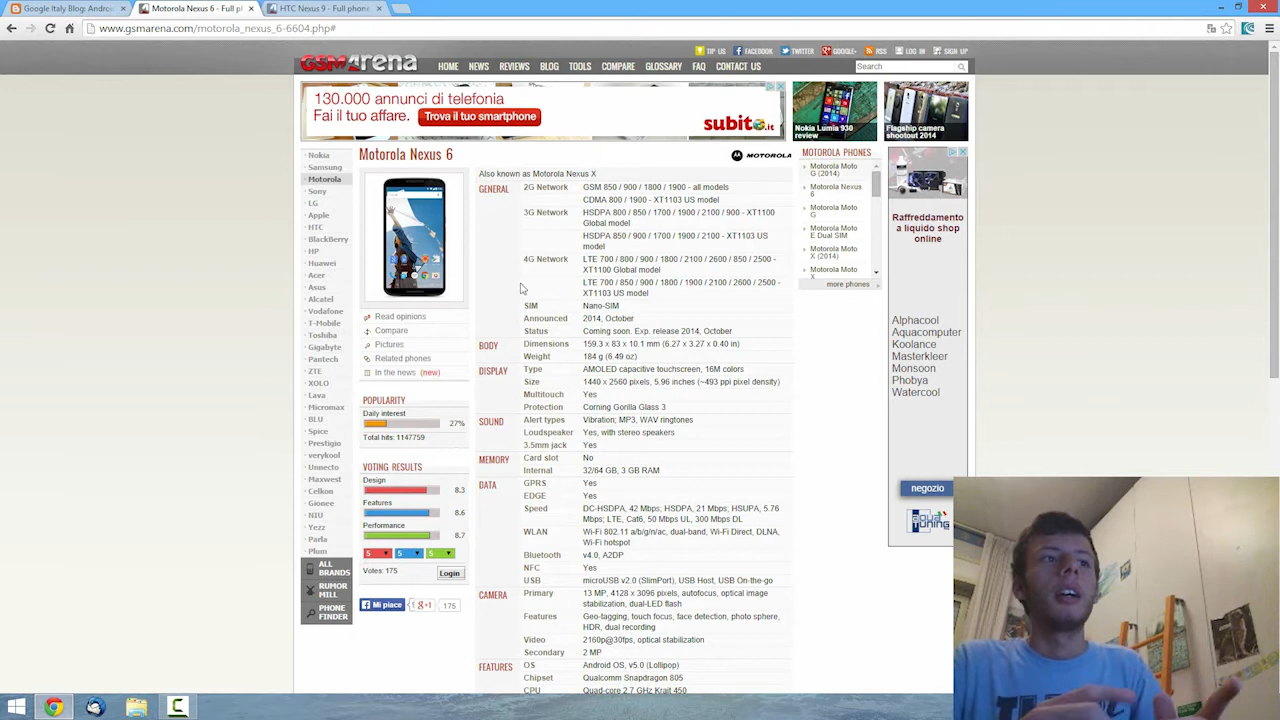 Google Italy Blog: Android
Motorola Nexus 6 - Full p
HTC Nexus 9 - Full phone
www.gsmarena.com/motorola_nexus_6-6604.php#
TIP US FACEBOOK TWITTER GOOGLE+ RSS LOG IN SIGN UP
GSMArena HOME NEWS REVIEWS BLOG TOOLS COMPARE GLOSSARY FAQ CONTACT US Search
130.000 annunci di telefonia
Fai il tuo affare. Trova il tuo smartphone
subito.it
Nokia Lumia 930
review
Flagship camera
shootout 2014
Nokia
Samsung
Motorola
Sony
LG
Apple
HTC
BlackBerry
HP
Huawei
Acer
Asus
Alcatel
Vodafone
T-Mobile
Toshiba
Gigabyte
Pantech
ZTE
XOLO
Lava
Micromax
BLU
Spice
Prestigio
verykool
Unnecto
Maxwest
Celkon
Gionee
NIU
Yezz
Parla
Plum
ALL
BRANDS
RUMOR
MILL
PHONE
FINDER
Motorola Nexus 6
MOTOROLA
Read opinions
Compare
Pictures
Related phones
In the news (new)
POPULARITY
Daily interest
27%
Total hits: 1147759
VOTING RESULTS
Design
8.3
Features
8.6
Performance
8.7
5 5 5
Votes: 175 Login
Mi piace g+1 175
Also known as Motorola Nexus X
GENERAL 2G Network GSM 850 / 900 / 1800 / 1900 - all models
CDMA 800 / 1900 - XT1103 US model
3G Network HSDPA 800 / 850 / 1700 / 1900 / 2100 / 900 - XT1100
Global model
HSDPA 850 / 900 / 1700 / 1900 / 2100 - XT1103 US
model
4G Network LTE 700 / 800 / 900 / 1800 / 2100 / 2600 / 850 / 2500 -
XT1100 Global model
LTE 700 / 850 / 900 / 1800 / 1900 / 2100 / 2600 / 2500 -
XT1103 US model
SIM Nano-SIM
Announced 2014, October
Status Coming soon. Exp. release 2014, October
BODY Dimensions 159.3 x 83 x 10.1 mm (6.27 x 3.27 x 0.40 in)
Weight 184 g (6.49 oz)
DISPLAY Type AMOLED capacitive touchscreen, 16M colors
Size 1440 x 2560 pixels, 5.96 inches (~493 ppi pixel density)
Multitouch Yes
Protection Corning Gorilla Glass 3
SOUND Alert types Vibration; MP3, WAV ringtones
Loudspeaker Yes, with stereo speakers
3.5mm jack Yes
MEMORY Card slot No
Internal 32/64 GB, 3 GB RAM
DATA GPRS Yes
EDGE Yes
Speed DC-HSDPA, 42 Mbps; HSDPA, 21 Mbps; HSUPA, 5.76
Mbps; LTE, Cat6, 50 Mbps UL, 300 Mbps DL
WLAN Wi-Fi 802.11 a/b/g/n/ac, dual-band, Wi-Fi Direct, DLNA,
Wi-Fi hotspot
Bluetooth v4.0, A2DP
NFC Yes
USB microUSB v2.0 (SlimPort), USB Host, USB On-the-go
CAMERA Primary 13 MP, 4128 x 3096 pixels, autofocus, optical image
stabilization, dual-LED flash
Features Geo-tagging, touch focus, face detection, photo sphere,
HDR, dual recording
Video 2160p@30fps, optical stabilization
Secondary 2 MP
FEATURES OS Android OS, v5.0 (Lollipop)
Chipset Qualcomm Snapdragon 805
CPU Quad-core 2.7 GHz Krait 450
MOTOROLA PHONES
Motorola Moto
G (2014)
Motorola Nexus
6
Motorola Moto
G
Motorola Moto
E Dual SIM
Motorola Moto
X (2014)
Motorola Moto
X
more phones
Raffreddamento
a liquido shop
online
Alphacool
Aquacomputer
Koolance
Masterkleer
Monsoon
Phobya
Watercool
negozio
aqua
tuning